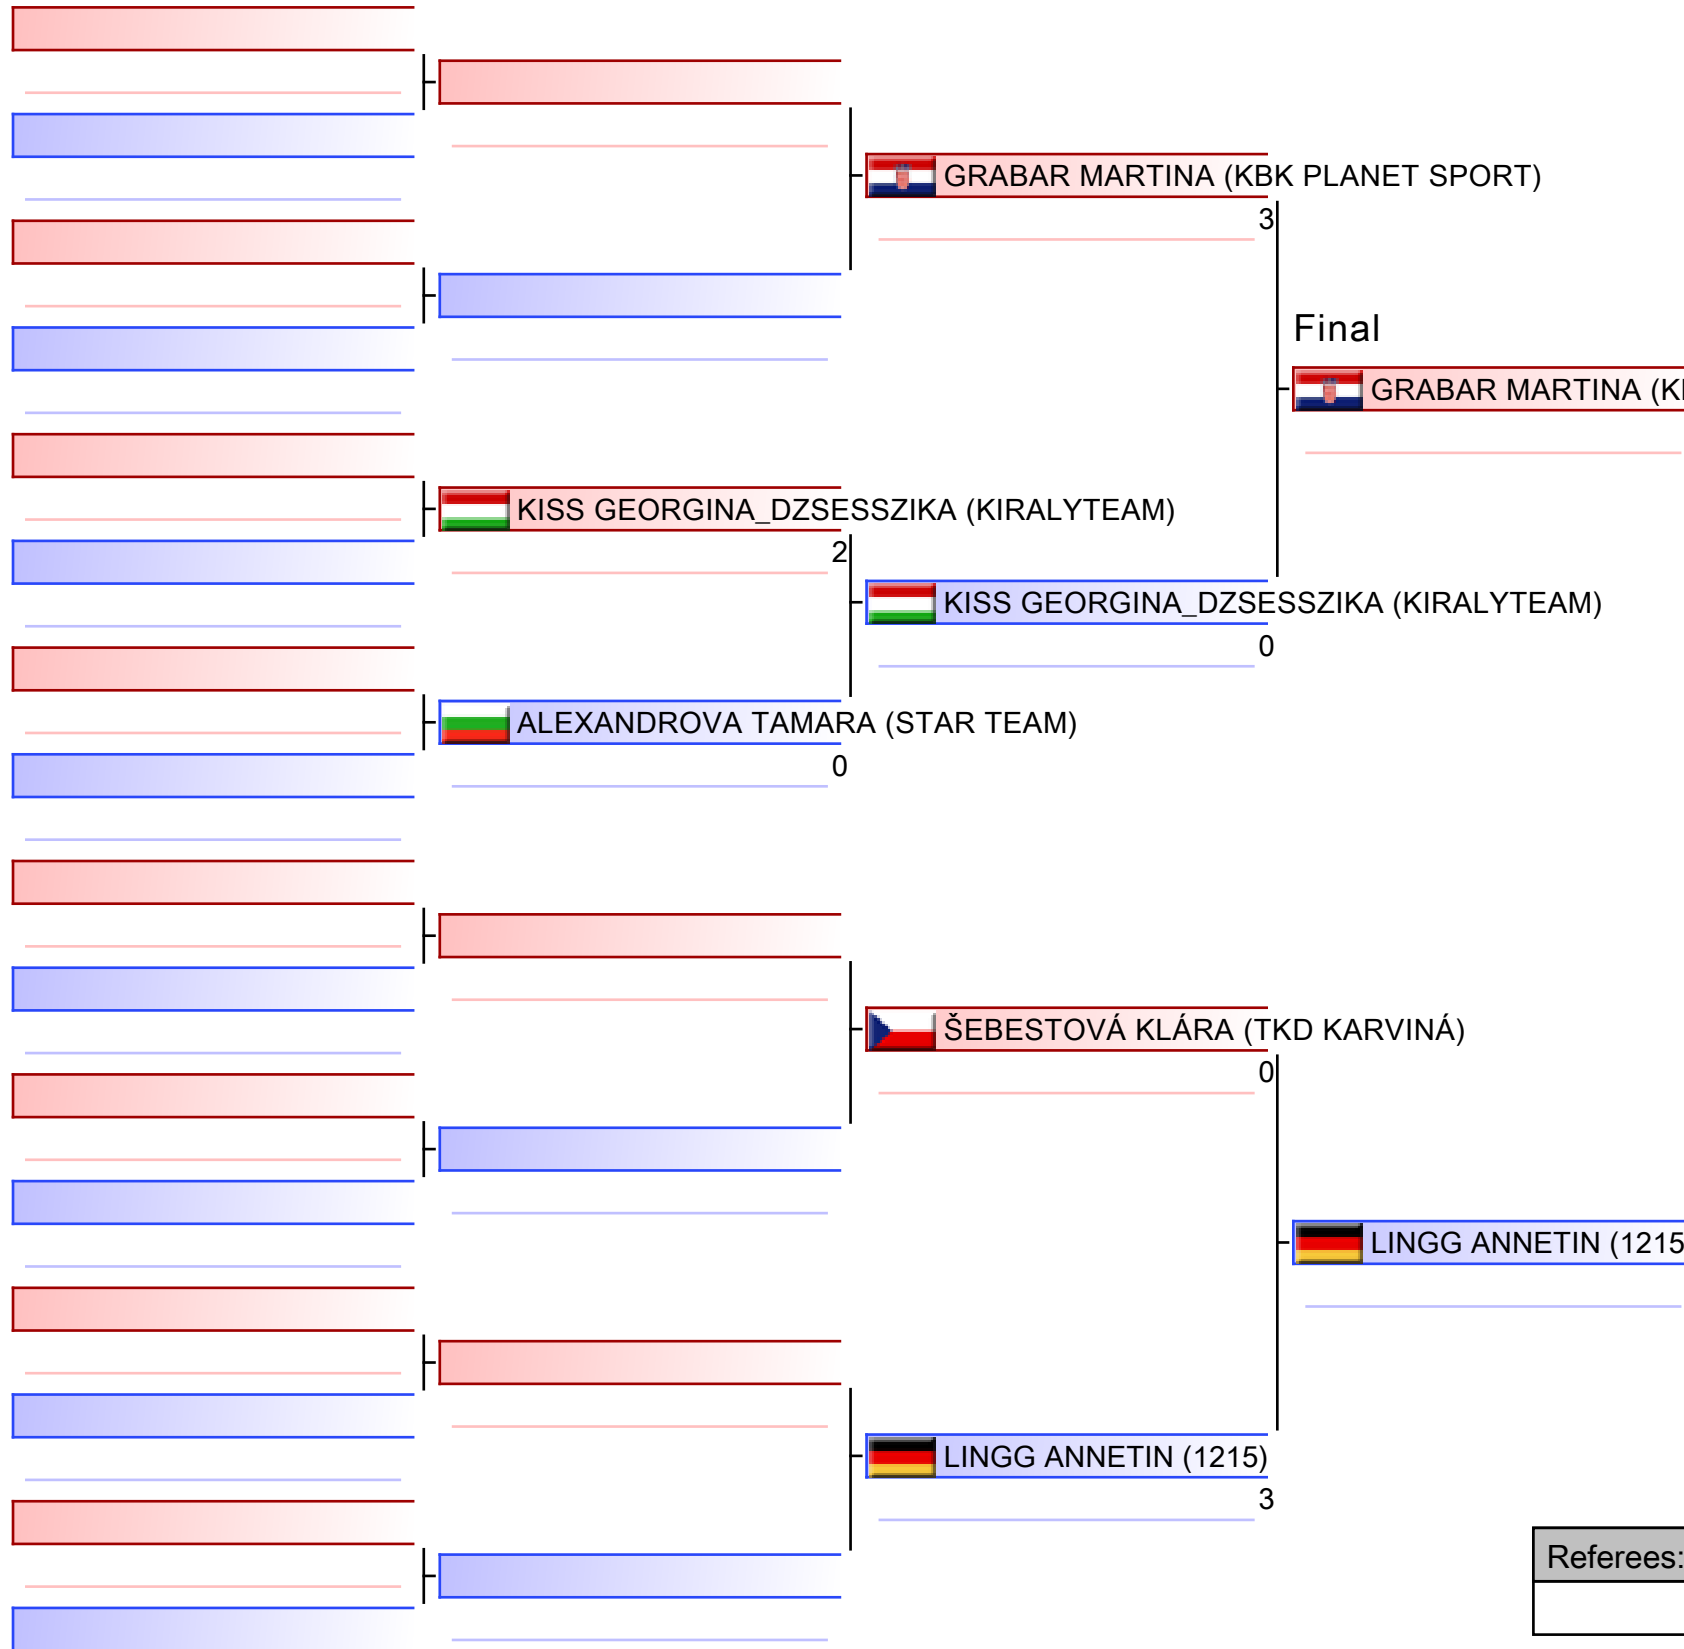 GRABAR MARTINA (KBK PLANET SPORT)
3
Final
GRABAR MARTINA (K
KISS GEORGINA_DZSESSZIKA (KIRALYTEAM)
2
KISS GEORGINA_DZSESSZIKA (KIRALYTEAM)
0
ALEXANDROVA TAMARA (STAR TEAM)
0
ŠEBESTOVÁ KLÁRA (TKD KARVINÁ)
0
LINGG ANNETIN (1215
LINGG ANNETIN (1215)
3
Referees: